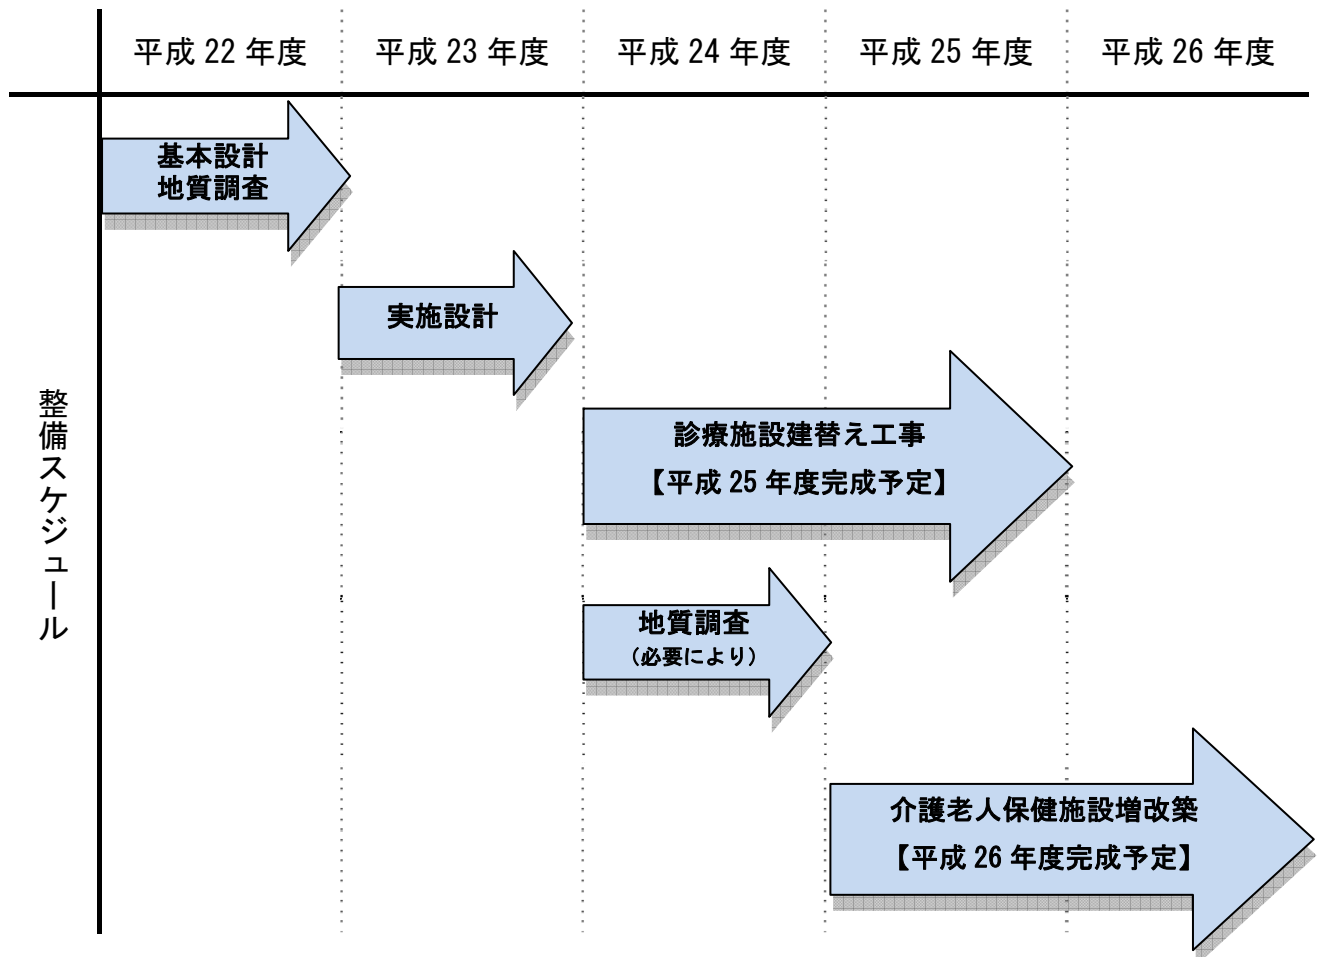 平成 22 年度
平成 23 年度
平成 24 年度
平成 25 年度
平成 26 年度
整備スケジュール
基本設計
地質調査
実施設計
診療施設建替え工事
【平成 25 年度完成予定】
地質調査
（必要により）
介護老人保健施設増改築
【平成 26 年度完成予定】